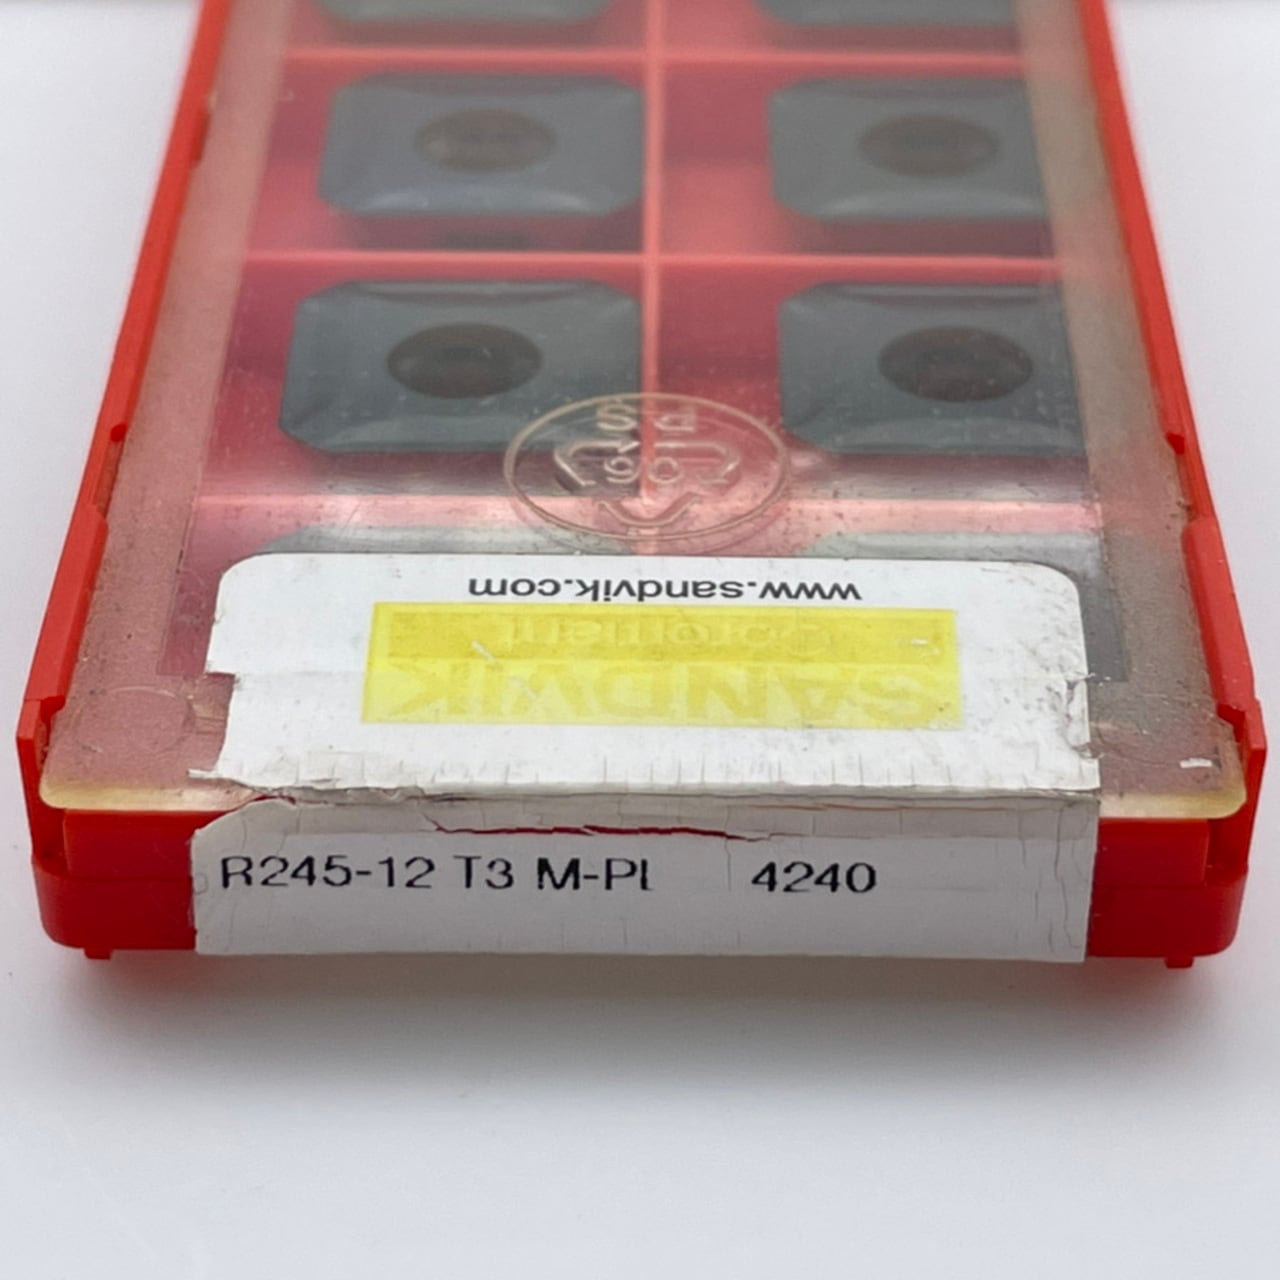 www.sandvik.com
Coromant
SANDVIK
R245-12 T3 M-PL 4240